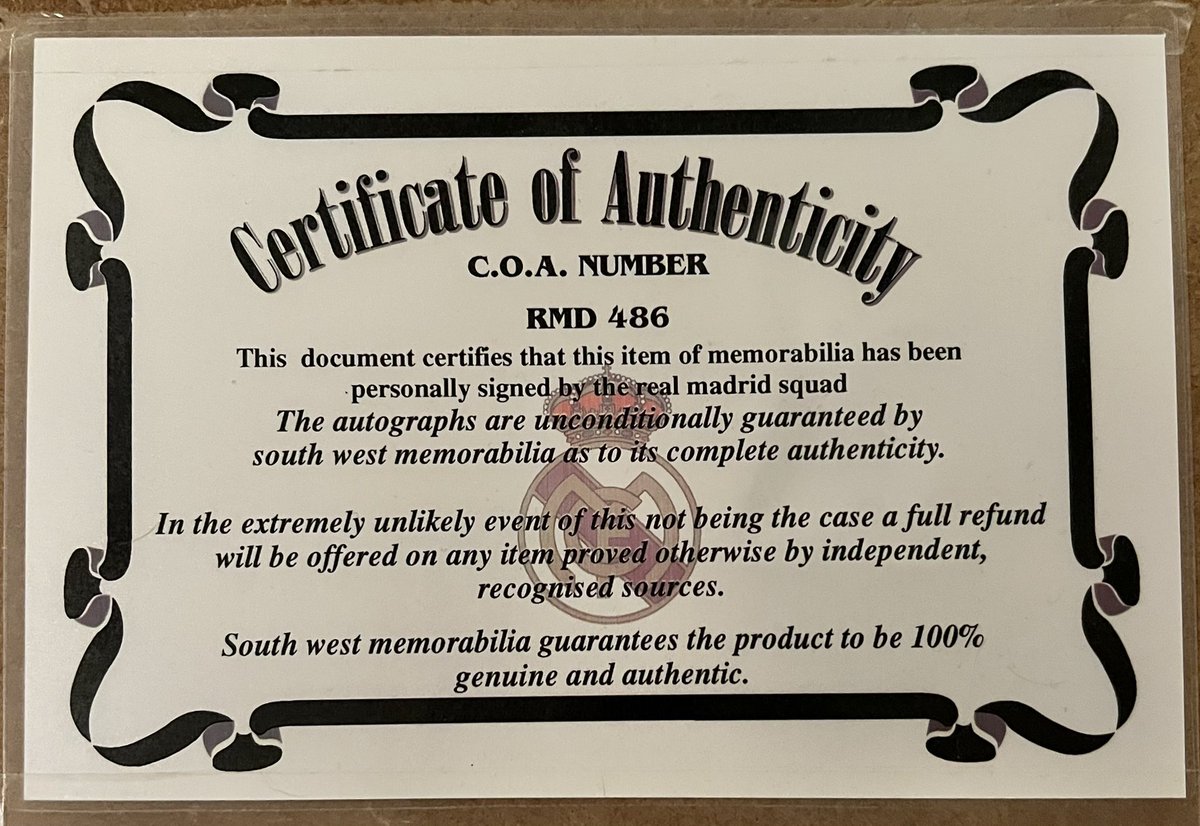 Certificate of Authenticity
C.O.A. NUMBER
RMD 486
This document certifies that this item of memorabilia has been
personally signed by the real madrid squad
The autographs are unconditionally guaranteed by
south west memorabilia as to its complete authenticity.
In the extremely unlikely event of this not being the case a full refund
will be offered on any item proved otherwise by independent,
recognised sources.
South west memorabilia guarantees the product to be 100%
genuine and authentic.